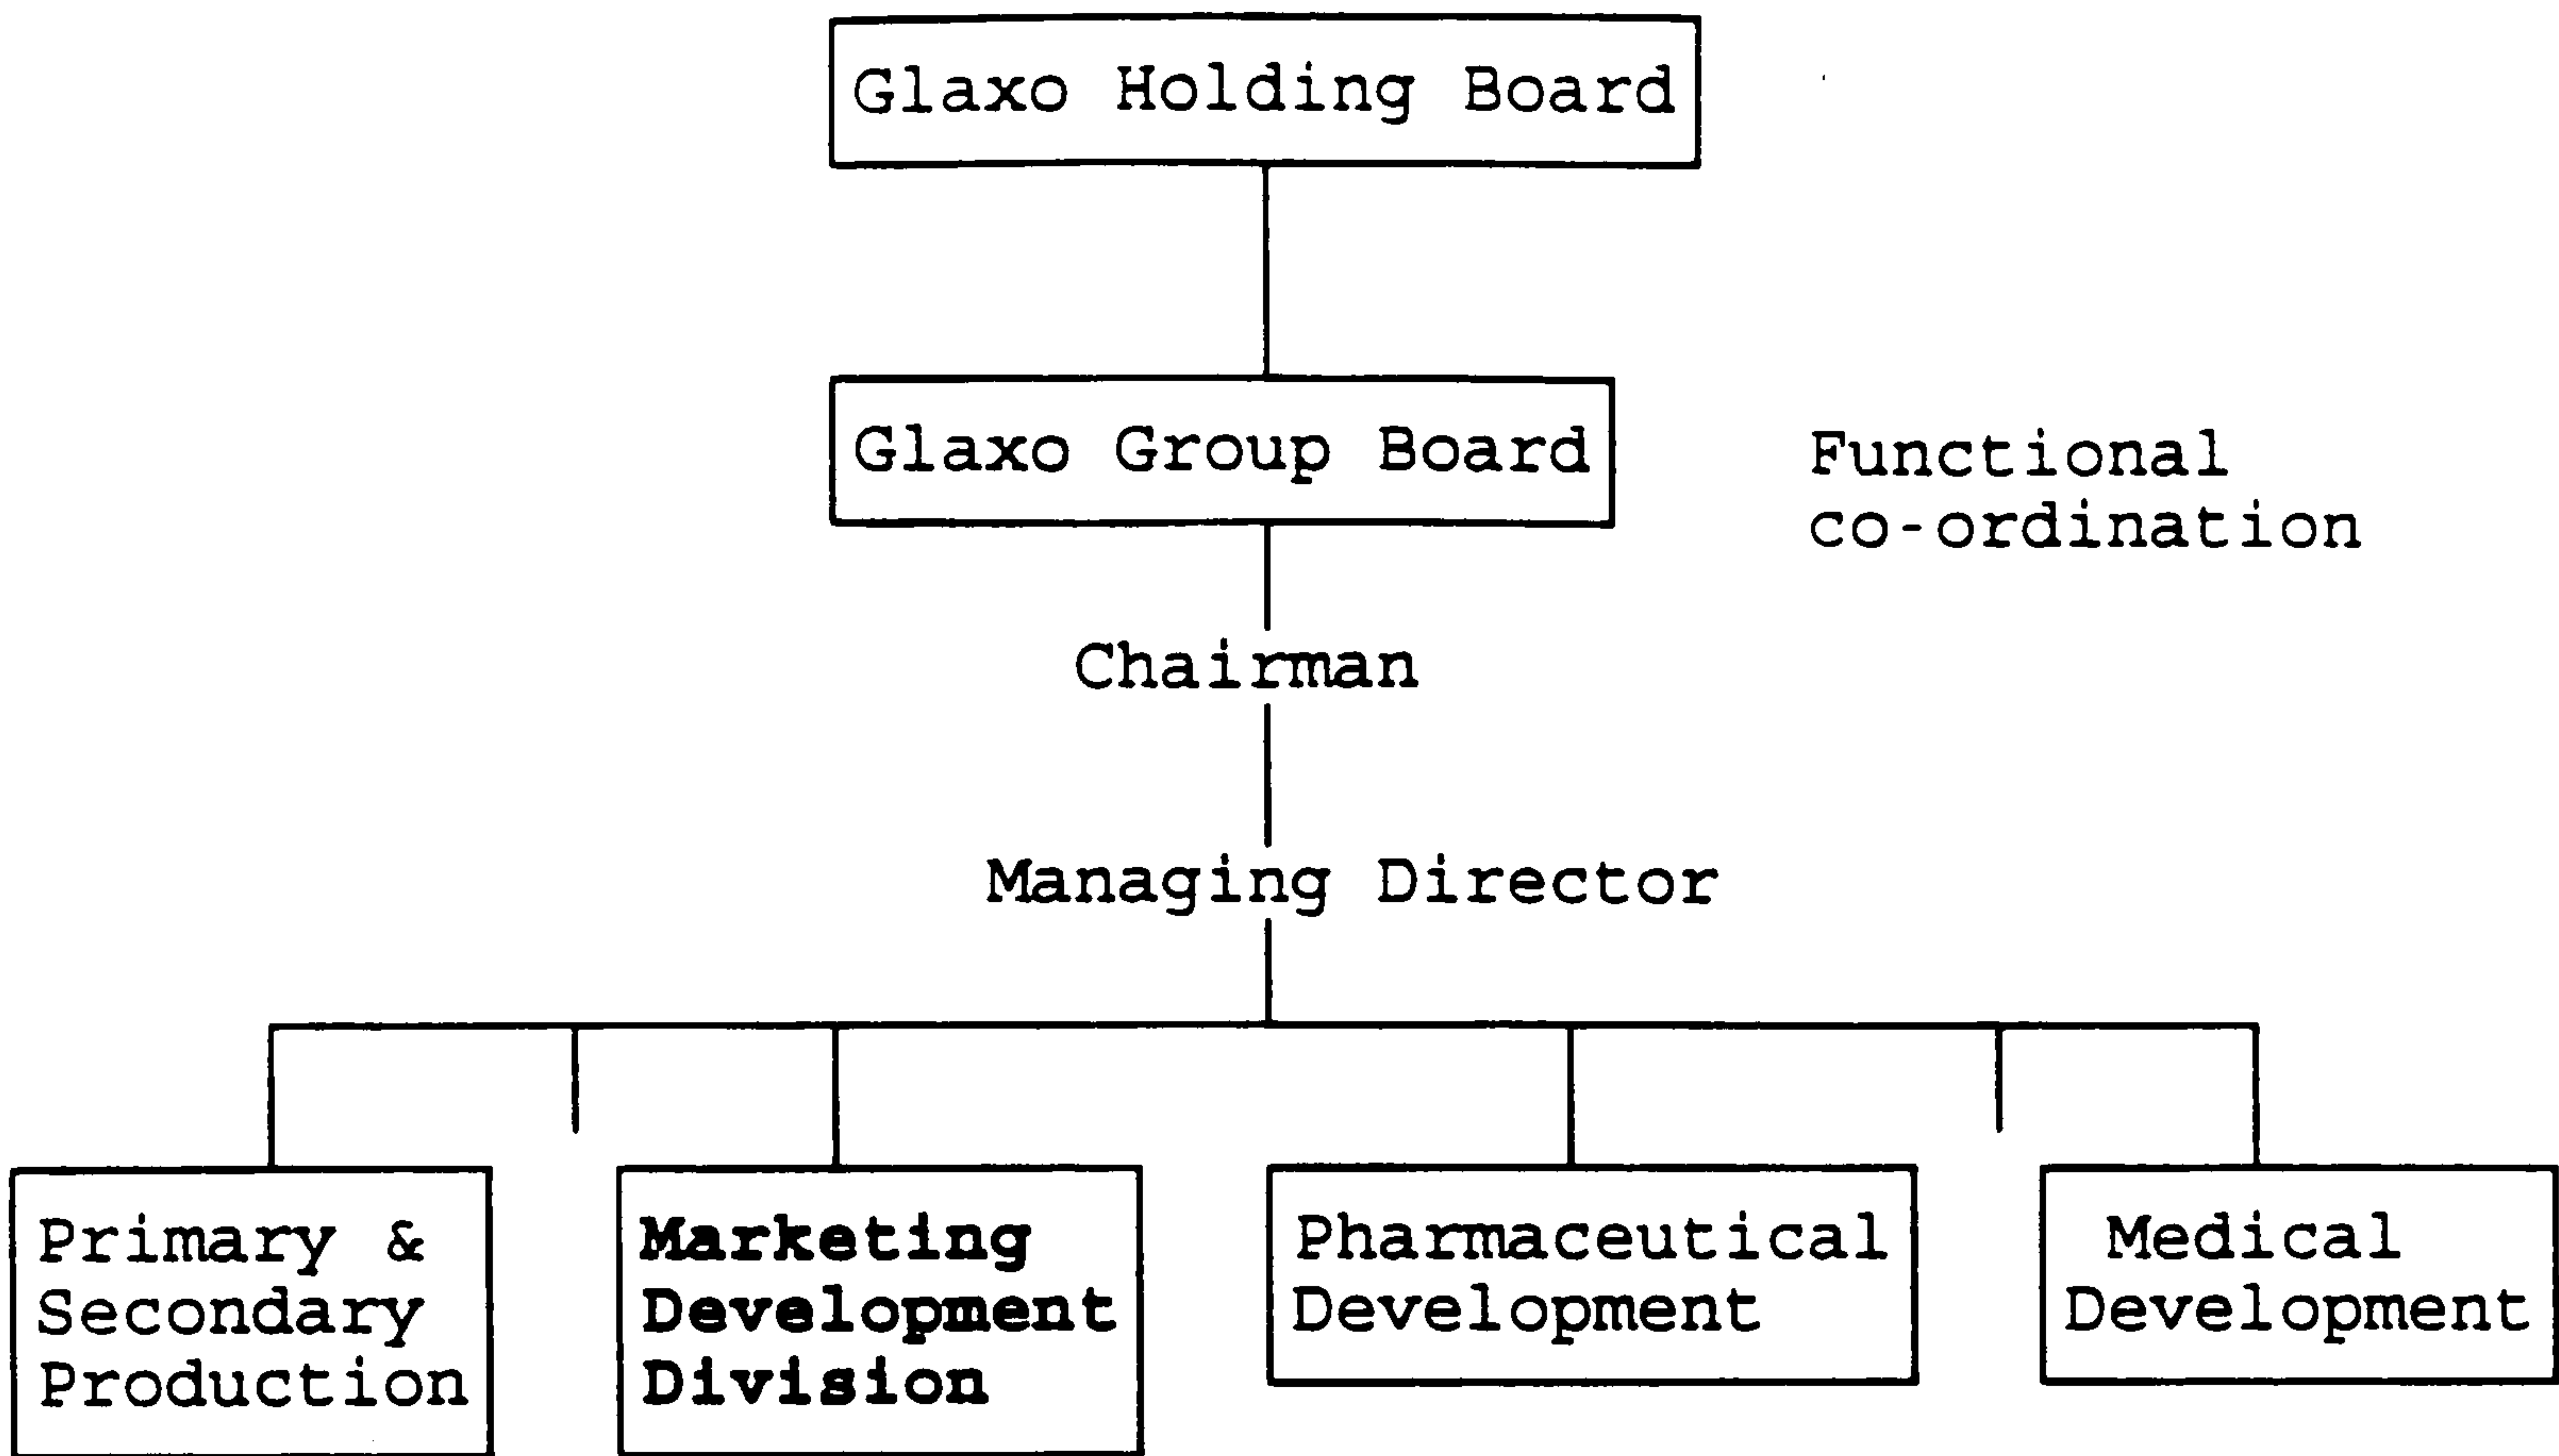 Glaxo Holding Board
Glaxo Group Board
Functional
co-ordination
Chairman
Managing Director
Primary &
Secondary
Production
Marketing
Development
Division
Pharmaceutical
Development
Medical
Development